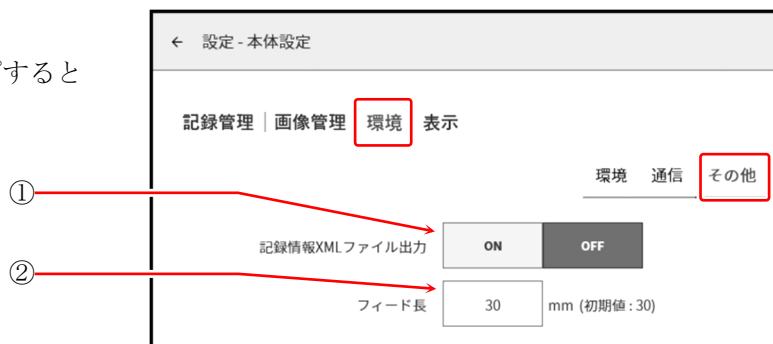 ← 設定 - 本体設定
すると
記録管理 | 画像管理 環境 表示
環境 通信 その他
①
記録情報XMLファイル出力 ON OFF
②
フィード長 30 mm (初期値 : 30)